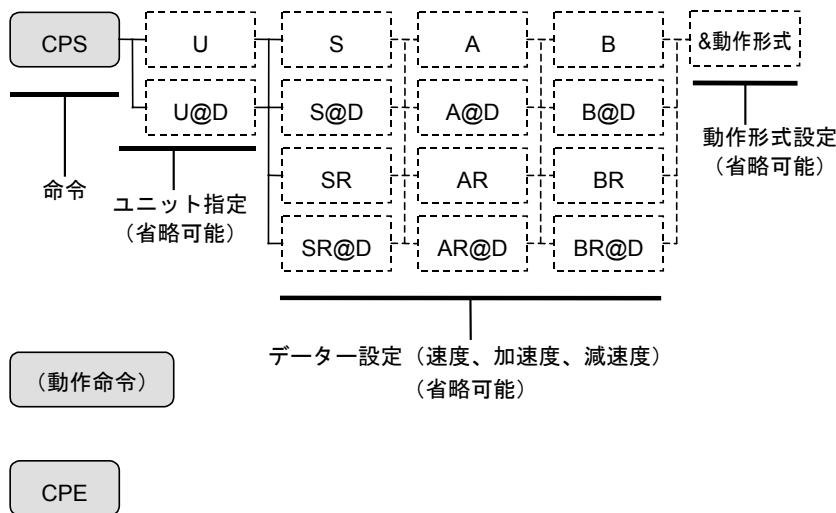 CPS U S A B &動作形式
U@D S@D A@D B@D
SR AR BR
SR@D AR@D BR@D
命令
ユニット指定
（省略可能）
動作形式設定
（省略可能）
データー設定（速度、加速度、減速度）
（省略可能）
（動作命令）
CPE